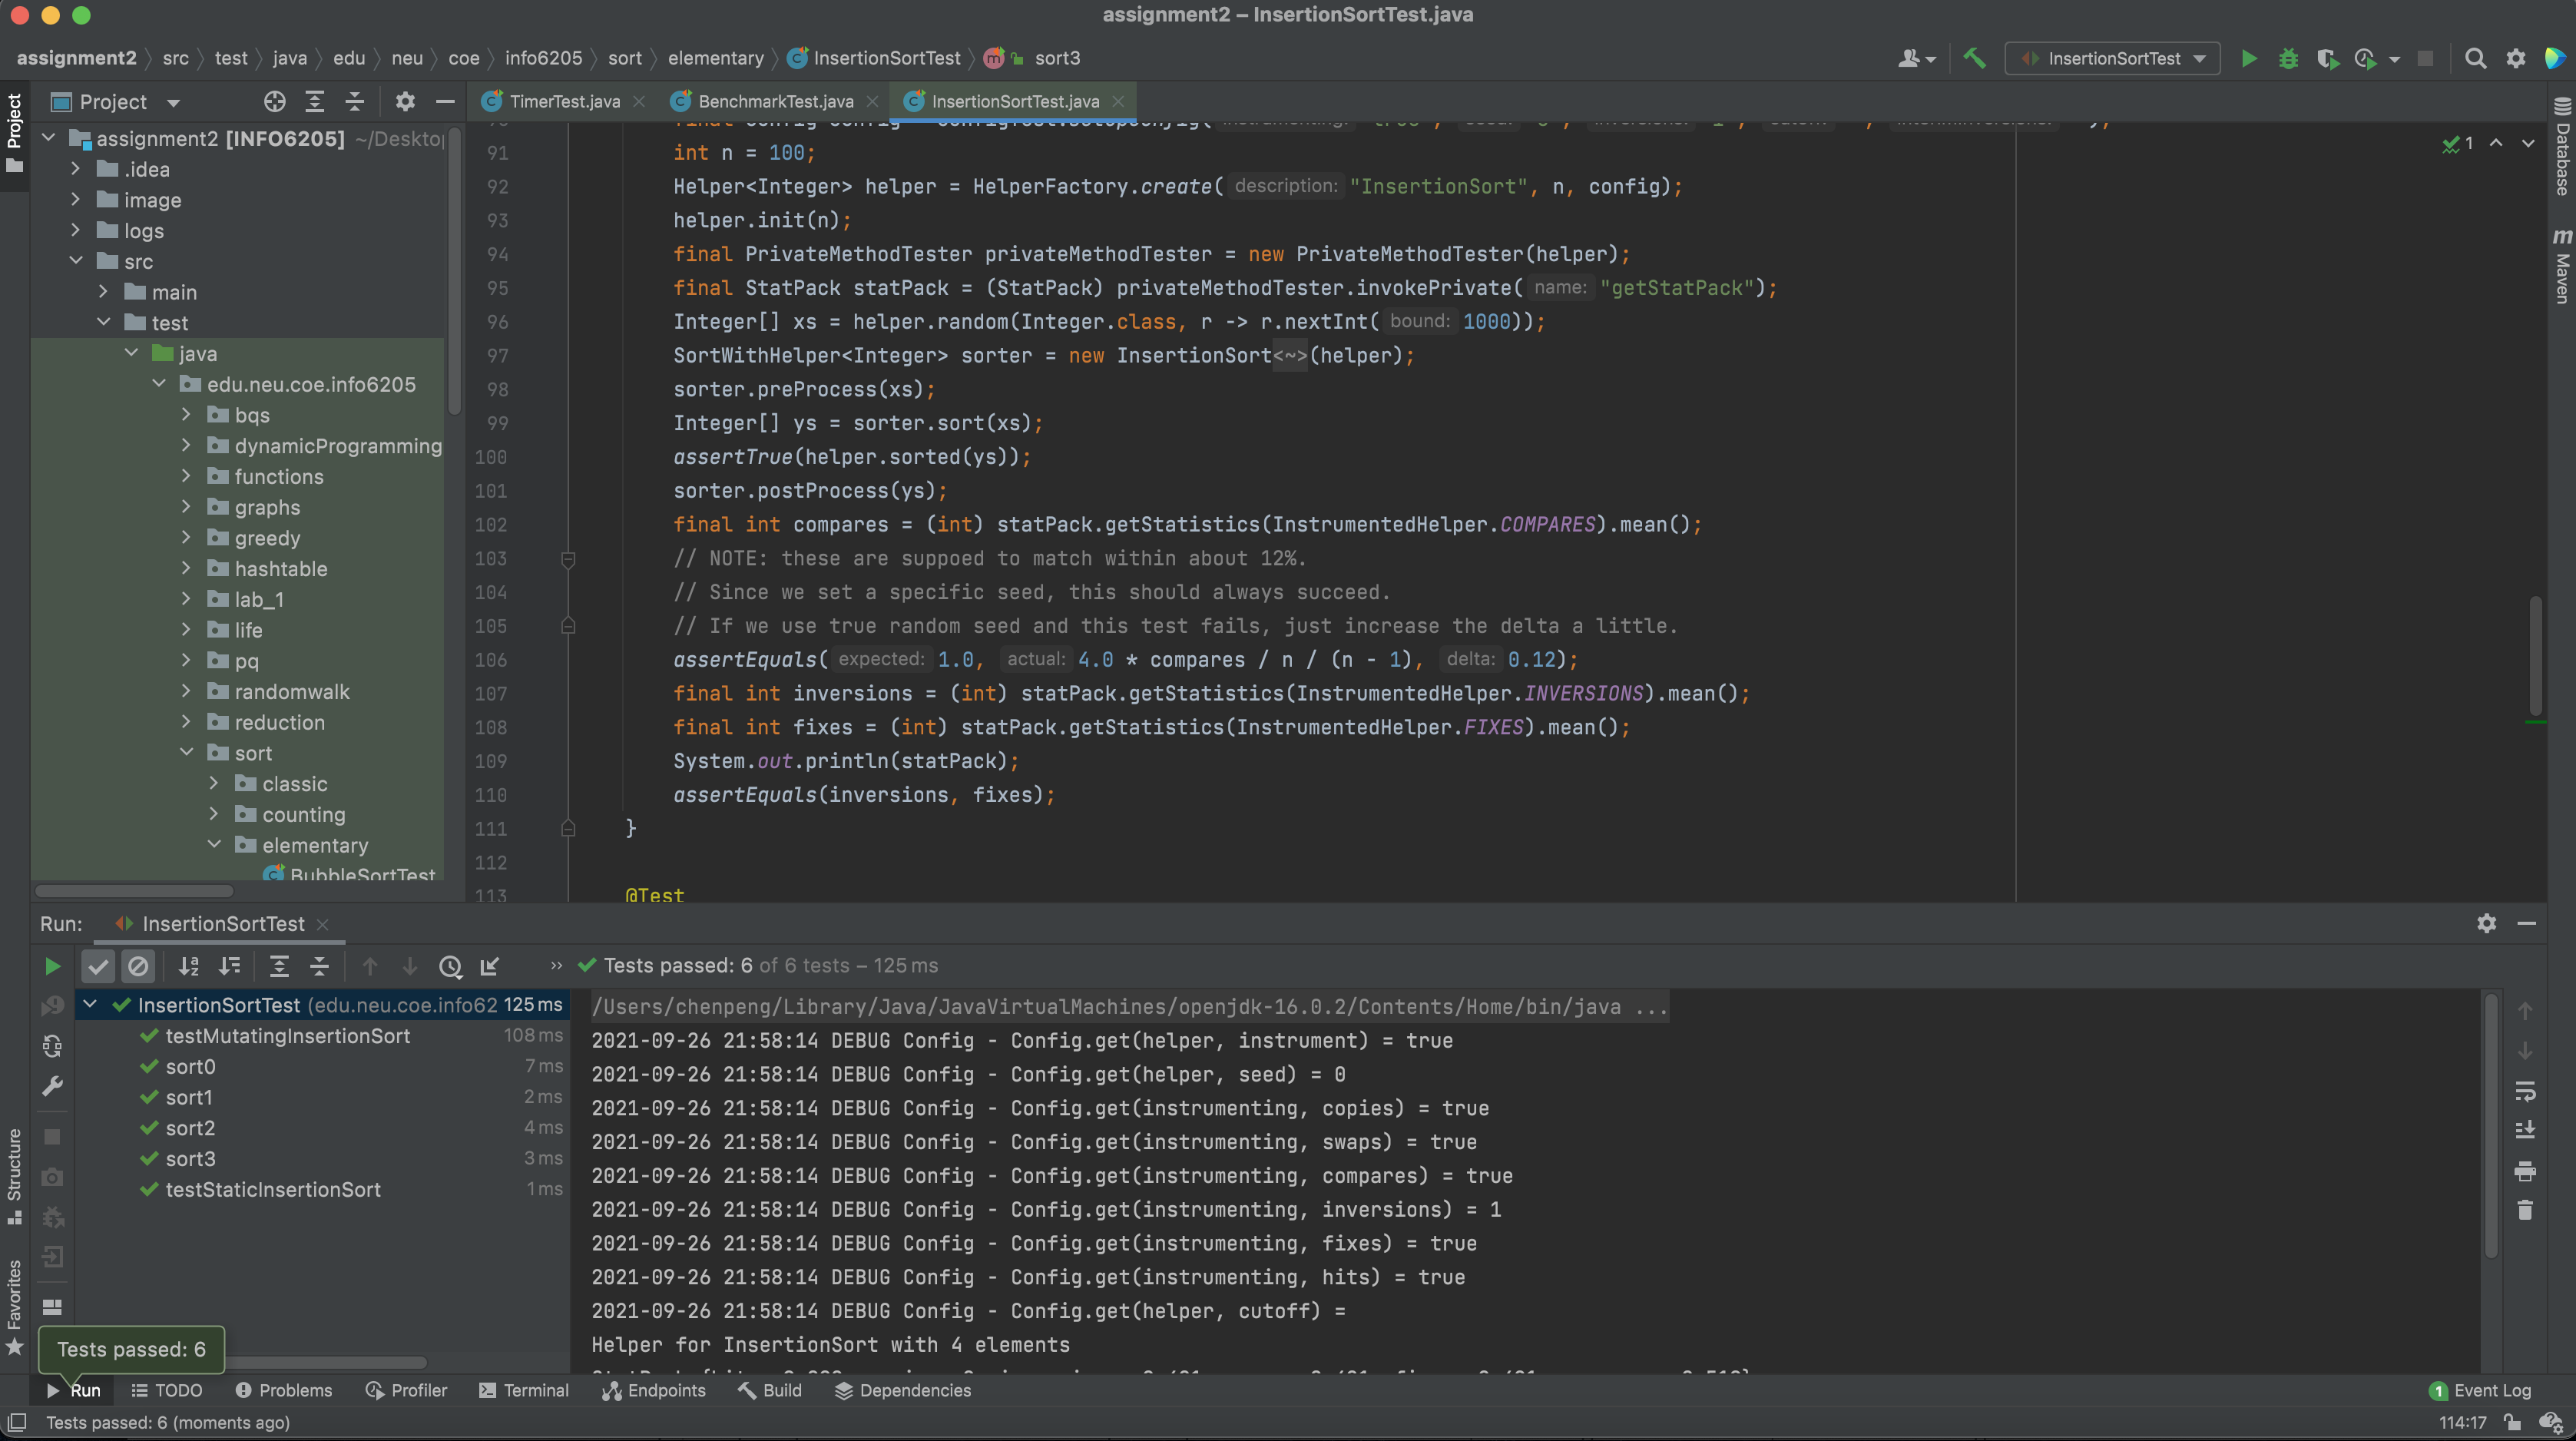 assignment2 – InsertionSortTest.java
assignment2 src test java edu neu coe info6205 sort elementary InsertionSortTest sort3
InsertionSortTest
Project
TimerTest.java
BenchmarkTest.java
InsertionSortTest.java
Project
assignment2 [INFO6205] ~/Deskto
.idea
image
logs
src
main
test
java
edu.neu.coe.info6205
bqs
dynamicProgramming
functions
graphs
greedy
hashtable
lab_1
life
pq
randomwalk
reduction
sort
classic
counting
elementary
BubbleSortTest
91 int n = 100;
92 Helper<Integer> helper = HelperFactory.create( description: "InsertionSort", n, config);
93 helper.init(n);
94 final PrivateMethodTester privateMethodTester = new PrivateMethodTester(helper);
95 final StatPack statPack = (StatPack) privateMethodTester.invokePrivate( name: "getStatPack");
96 Integer[] xs = helper.random(Integer.class, r -> r.nextInt( bound: 1000));
97 SortWithHelper<Integer> sorter = new InsertionSort<~>(helper);
98 sorter.preProcess(xs);
99 Integer[] ys = sorter.sort(xs);
100 assertTrue(helper.sorted(ys));
101 sorter.postProcess(ys);
102 final int compares = (int) statPack.getStatistics(InstrumentedHelper.COMPARES).mean();
103 // NOTE: these are suppoed to match within about 12%.
104 // Since we set a specific seed, this should always succeed.
105 // If we use true random seed and this test fails, just increase the delta a little.
106 assertEquals( expected: 1.0, actual: 4.0 * compares / n / (n - 1), delta: 0.12);
107 final int inversions = (int) statPack.getStatistics(InstrumentedHelper.INVERSIONS).mean();
108 final int fixes = (int) statPack.getStatistics(InstrumentedHelper.FIXES).mean();
109 System.out.println(statPack);
110 assertEquals(inversions, fixes);
111 }
112
113 @Test
1
Database
Maven
Run: InsertionSortTest
Tests passed: 6 of 6 tests – 125 ms
InsertionSortTest (edu.neu.coe.info62 125 ms
testMutatingInsertionSort 108 ms
sort0 7 ms
sort1 2 ms
sort2 4 ms
sort3 3 ms
testStaticInsertionSort 1 ms
/Users/chenpeng/Library/Java/JavaVirtualMachines/openjdk-16.0.2/Contents/Home/bin/java ...
2021-09-26 21:58:14 DEBUG Config - Config.get(helper, instrument) = true
2021-09-26 21:58:14 DEBUG Config - Config.get(helper, seed) = 0
2021-09-26 21:58:14 DEBUG Config - Config.get(instrumenting, copies) = true
2021-09-26 21:58:14 DEBUG Config - Config.get(instrumenting, swaps) = true
2021-09-26 21:58:14 DEBUG Config - Config.get(instrumenting, compares) = true
2021-09-26 21:58:14 DEBUG Config - Config.get(instrumenting, inversions) = 1
2021-09-26 21:58:14 DEBUG Config - Config.get(instrumenting, fixes) = true
2021-09-26 21:58:14 DEBUG Config - Config.get(instrumenting, hits) = true
2021-09-26 21:58:14 DEBUG Config - Config.get(helper, cutoff) =
Helper for InsertionSort with 4 elements
Structure
Favorites
Tests passed: 6
Run TODO Problems Profiler Terminal Endpoints Build Dependencies
1 Event Log
Tests passed: 6 (moments ago)
114:17